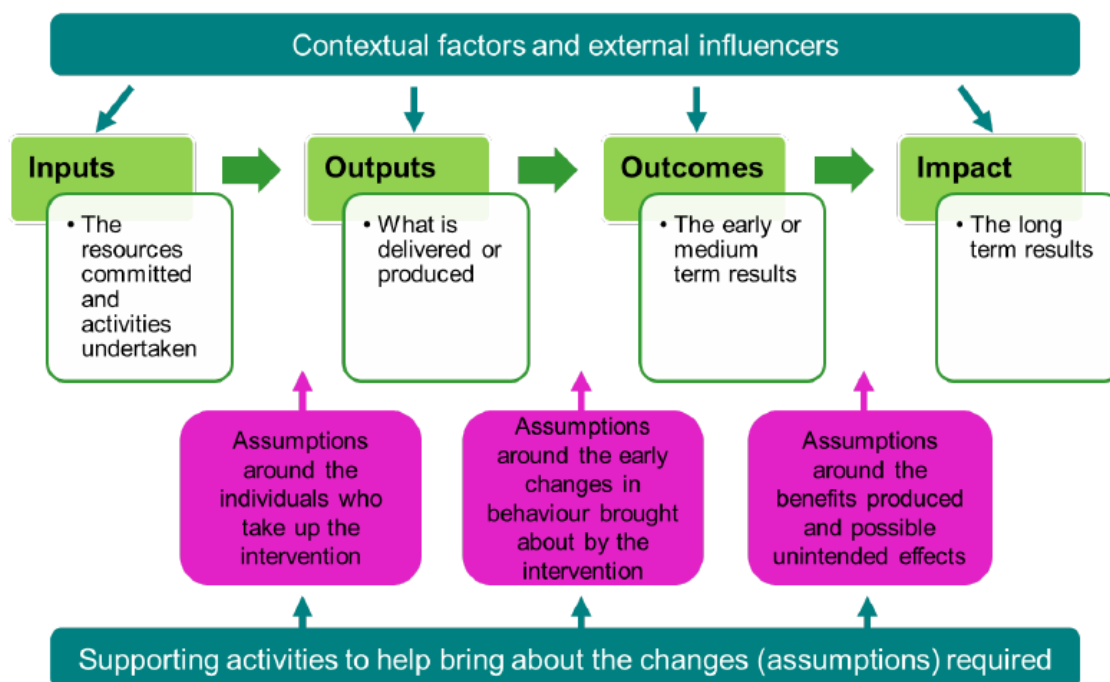 Contextual factors and external influencers
Inputs
Outputs
Outcomes
Impact
• The
resources
committed
and
activities
undertaken
• What is
delivered or
produced
• The early or
medium
term results
• The long
term results
Assumptions
around the
individuals who
take up the
intervention
Assumptions
around the early
changes in
behaviour brought
about by the
intervention
Assumptions
around the
benefits produced
and possible
unintended effects
Supporting activities to help bring about the changes (assumptions) required